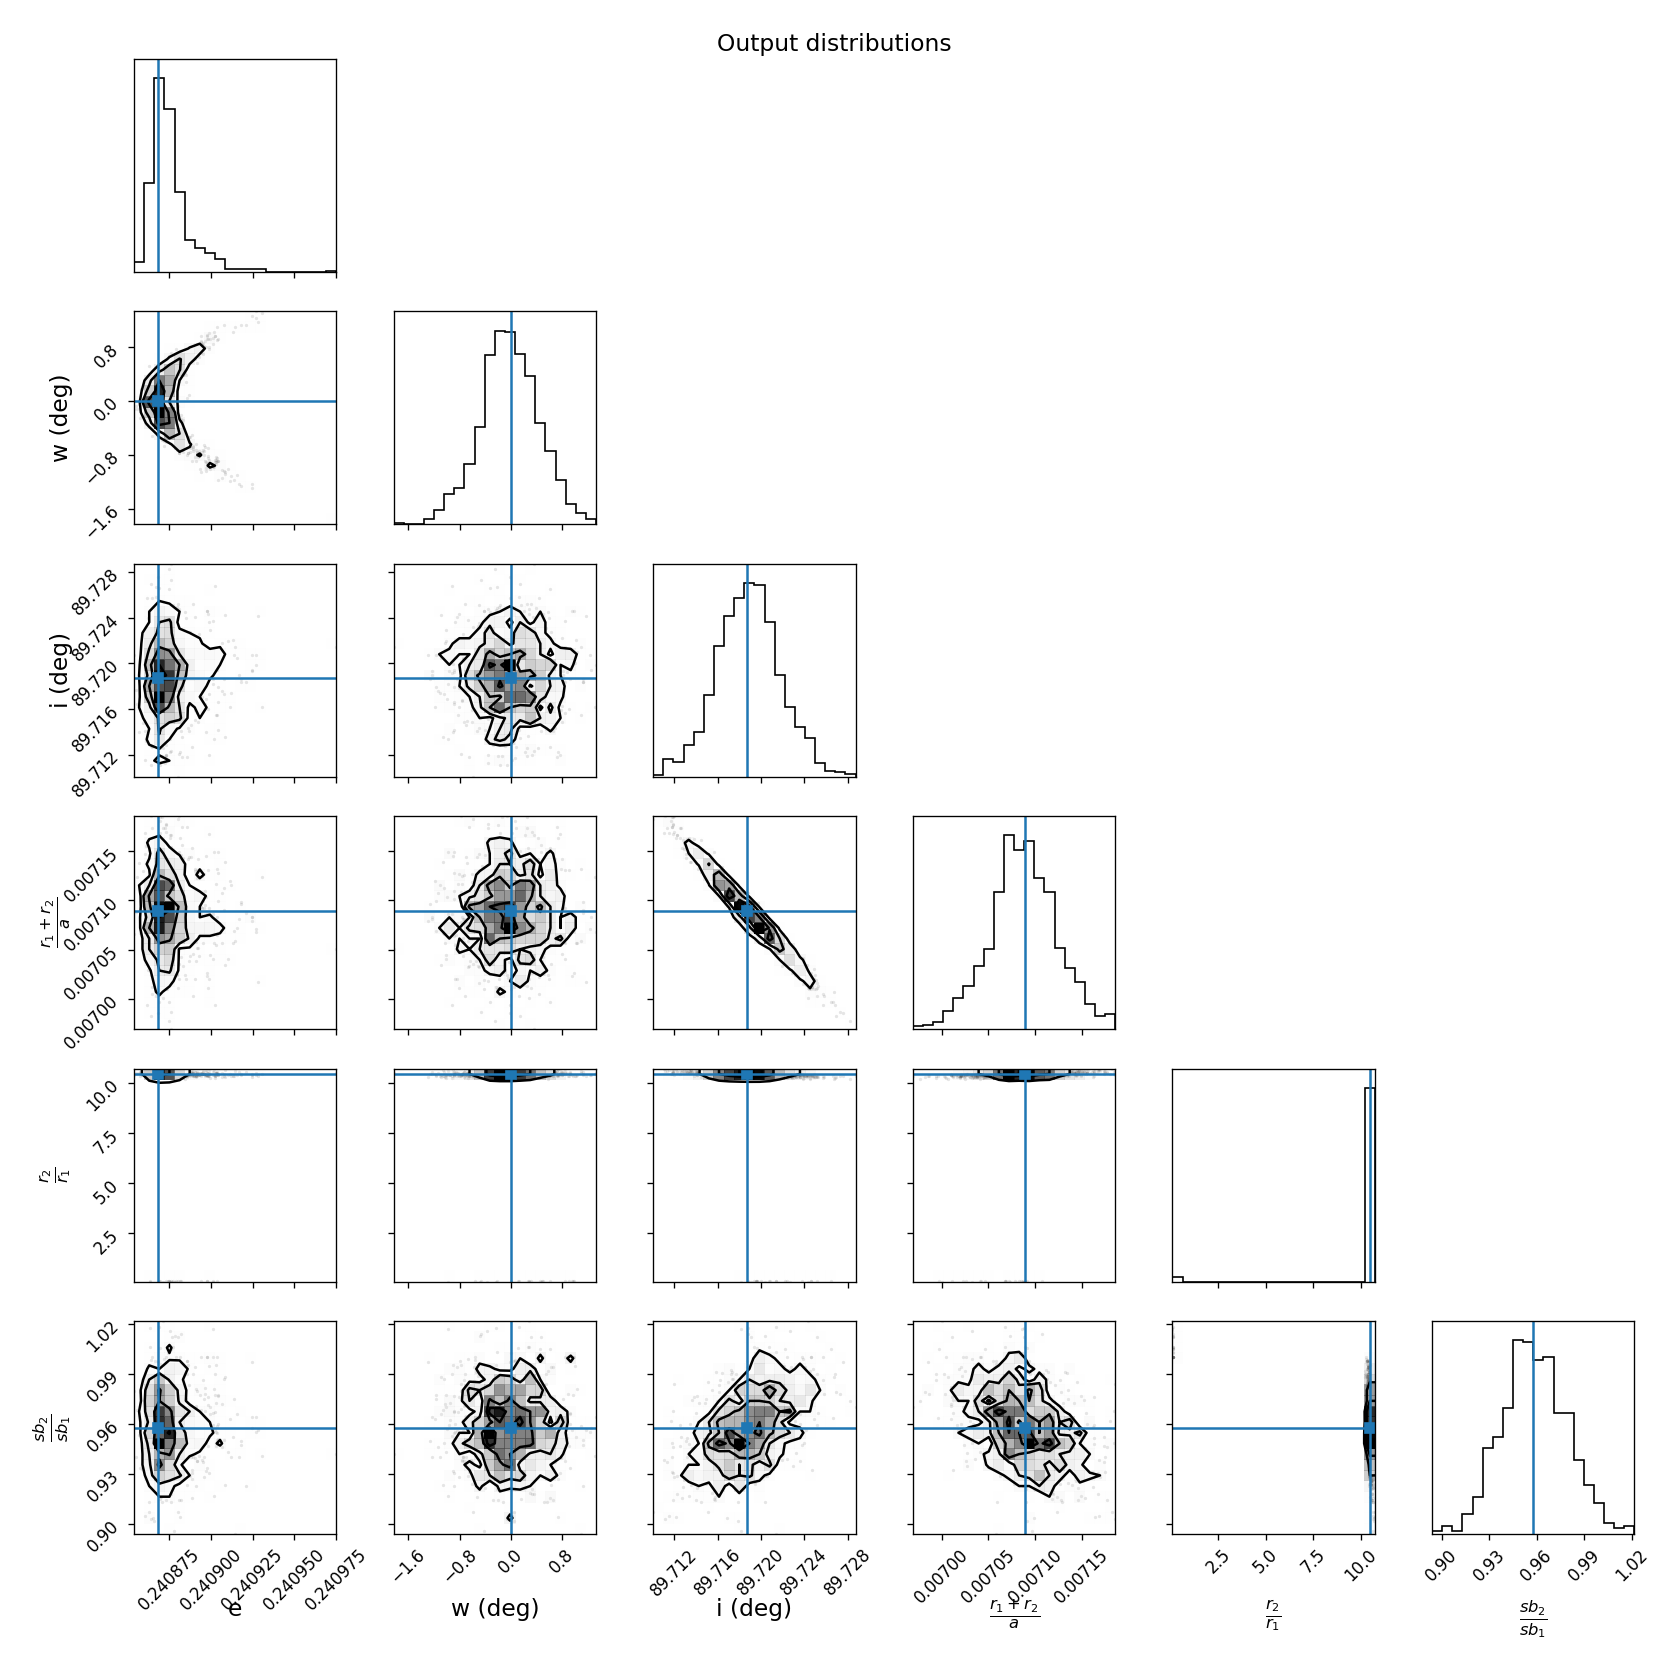 Output distributions
w (deg)
0.8
0.0
−0.8
−1.6
i (deg)
89.728
89.724
89.720
89.716
89.712
r1 + r2
a
0.00715
0.00710
0.00705
0.00700
r2
r1
10.0
7.5
5.0
2.5
sb2
sb1
1.02
0.99
0.96
0.93
0.90
0.240875 0.240900 0.240925 0.240950 0.240975
−1.6 −0.8 0.0 0.8
89.712 89.716 89.720 89.724 89.728
0.00700 0.00705 0.00710 0.00715
2.5 5.0 7.5 10.0
0.90 0.93 0.96 0.99 1.02
e
w (deg)
i (deg)
r1 + r2
a
r2
r1
sb2
sb1